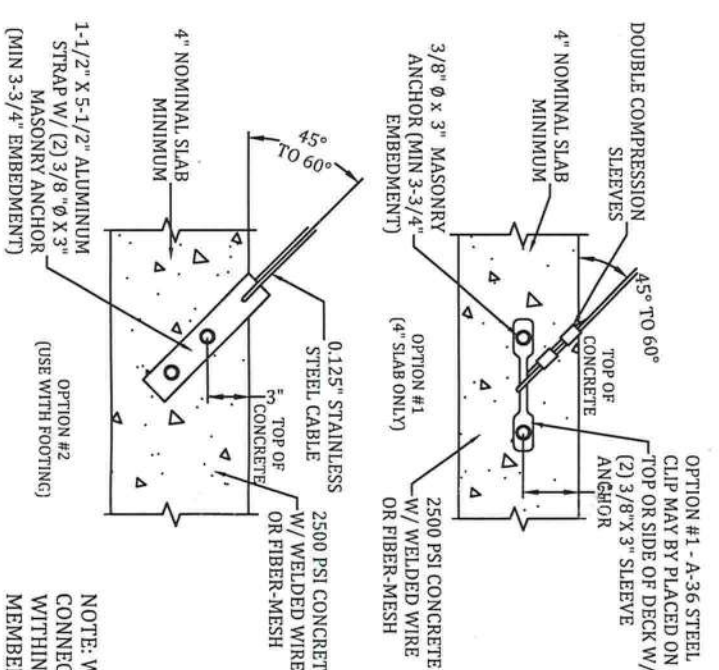 DOUBLE COMPRESSION
SLEEVES
4" NOMINAL SLAB
MINIMUM
3/8" Ø x 3" MASONRY
ANCHOR (MIN 3-3/4"
EMBEDMENT)
45° TO 60°
TOP OF
CONCRETE
OPTION #1
(4" SLAB ONLY)
OPTION #1 - A-36 STEEL
CLIP MAY BY PLACED ON
TOP OR SIDE OF DECK W/
(2) 3/8"X 3" SLEEVE
ANCHOR
2500 PSI CONCRETE
W/ WELDED WIRE
OR FIBER-MESH
45°
TO 60°
4" NOMINAL SLAB
MINIMUM
1-1/2" X 5-1/2" ALUMINUM
STRAP W/ (2) 3/8 "Ø X 3"
MASONRY ANCHOR
(MIN 3-3/4" EMBEDMENT)
0.125" STAINLESS
STEEL CABLE
3"
TOP OF
CONCRETE
OPTION #2
(USE WITH FOOTING)
2500 PSI CONCRET
W/ WELDED WIRE
OR FIBER-MESH
NOTE: W
CONNEC
WITHIN
MEMBE